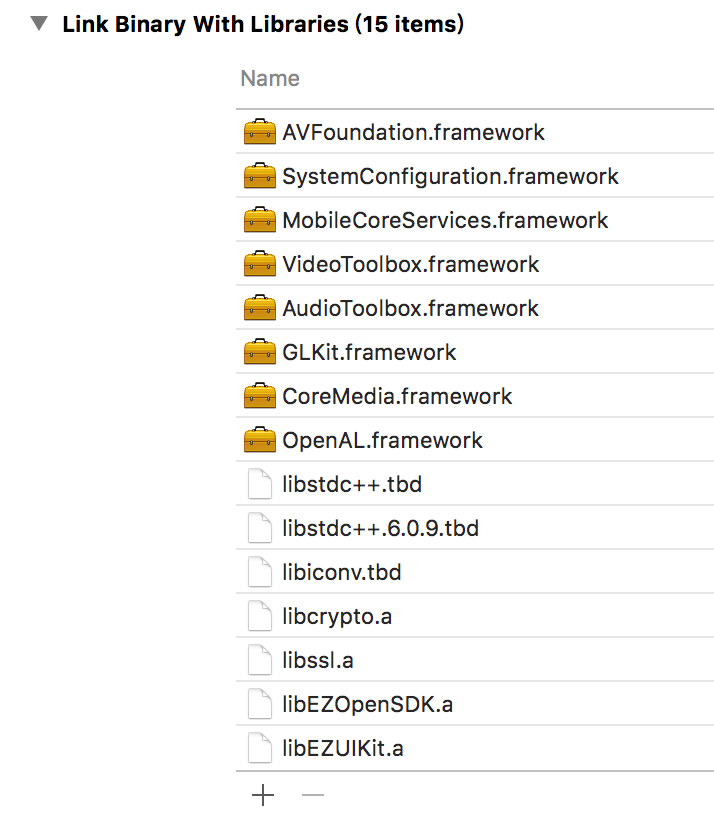 Link Binary With Libraries (15 items)
Name
AVFoundation.framework
SystemConfiguration.framework
MobileCoreServices.framework
VideoToolbox.framework
AudioToolbox.framework
GLKit.framework
CoreMedia.framework
OpenAL.framework
libstdc++.tbd
libstdc++.6.0.9.tbd
libiconv.tbd
libcrypto.a
libssl.a
libEZOpenSDK.a
libEZUIKit.a